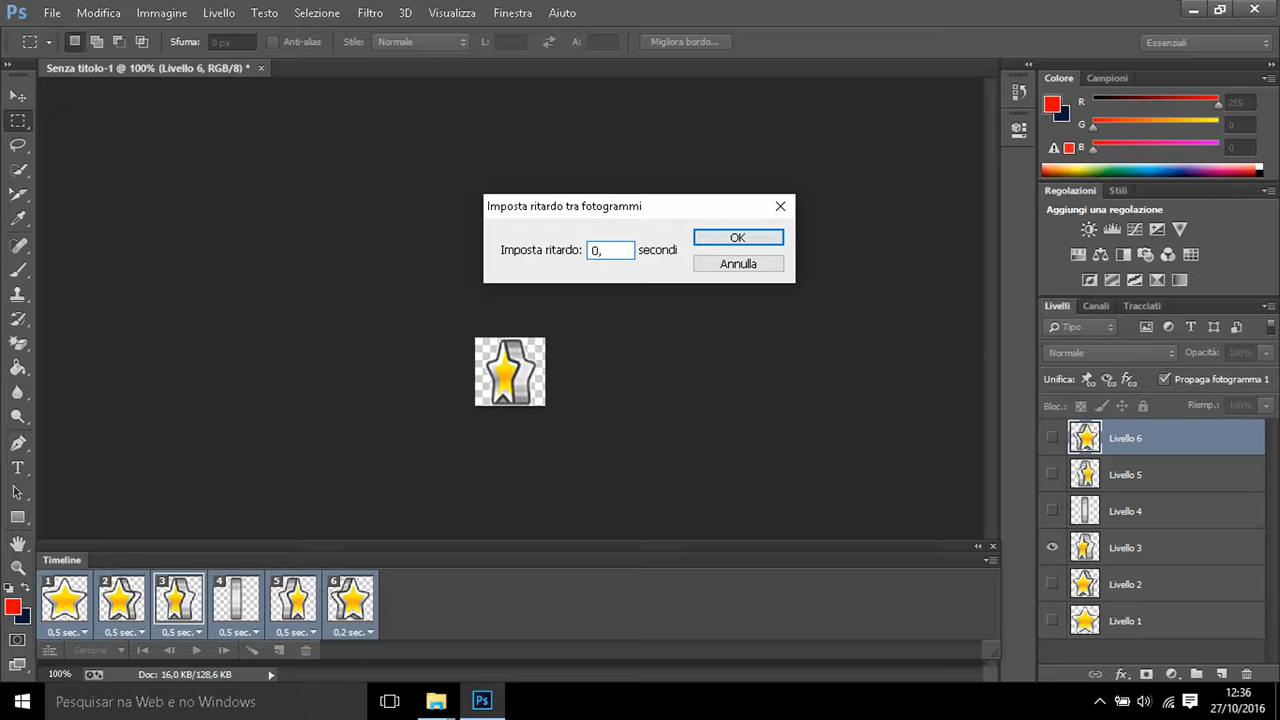 Ps File Modifica Immagine Livello Testo Selezione Filtro 3D Visualizza Finestra Aiuto
Sfuma: 0 px Anti-alias Stile: Normale L: A: Migliora bordo... Essenziali
Senza titolo-1 @ 100% (Livello 6, RGB/8) *
Colore Campioni
R 255
G 0
B 0
Regolazioni Stili
Aggiungi una regolazione
Imposta ritardo tra fotogrammi
Imposta ritardo: 0, secondi
OK
Annulla
Livelli Canali Tracciati
Tipo
Normale Opacità: 100%
Unifica: Propaga fotogramma 1
Bloc.: Riemp.: 100%
Livello 6
Livello 5
Livello 4
Livello 3
Livello 2
Livello 1
Timeline
1 2 3 4 5 6
0,5 sec. 0,5 sec. 0,5 sec. 0,5 sec. 0,5 sec. 0,2 sec.
Sempre
100% Doc: 16,0 KB/128,6 KB
Pesquisar na Web e no Windows
Ps
12:36
27/10/2016